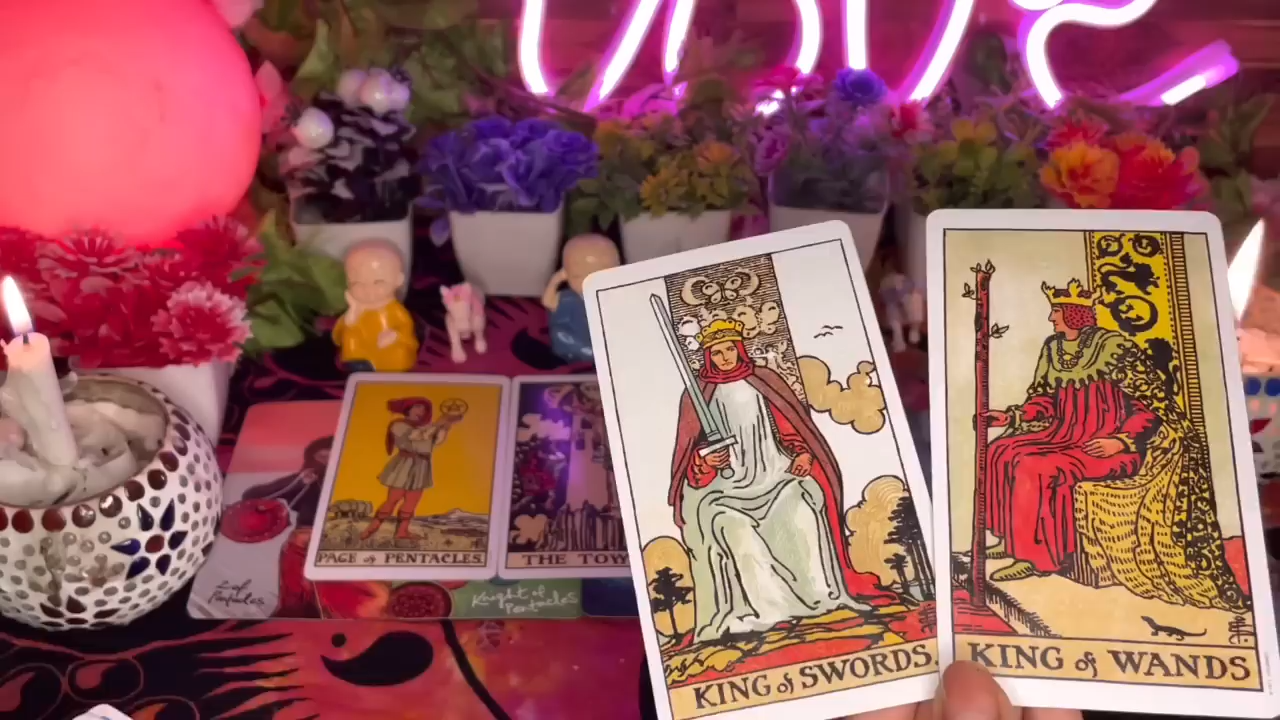 PAGE of PENTACLES.
THE TOW
Knight of
Pentacles
KING of SWORDS.
KING of WANDS